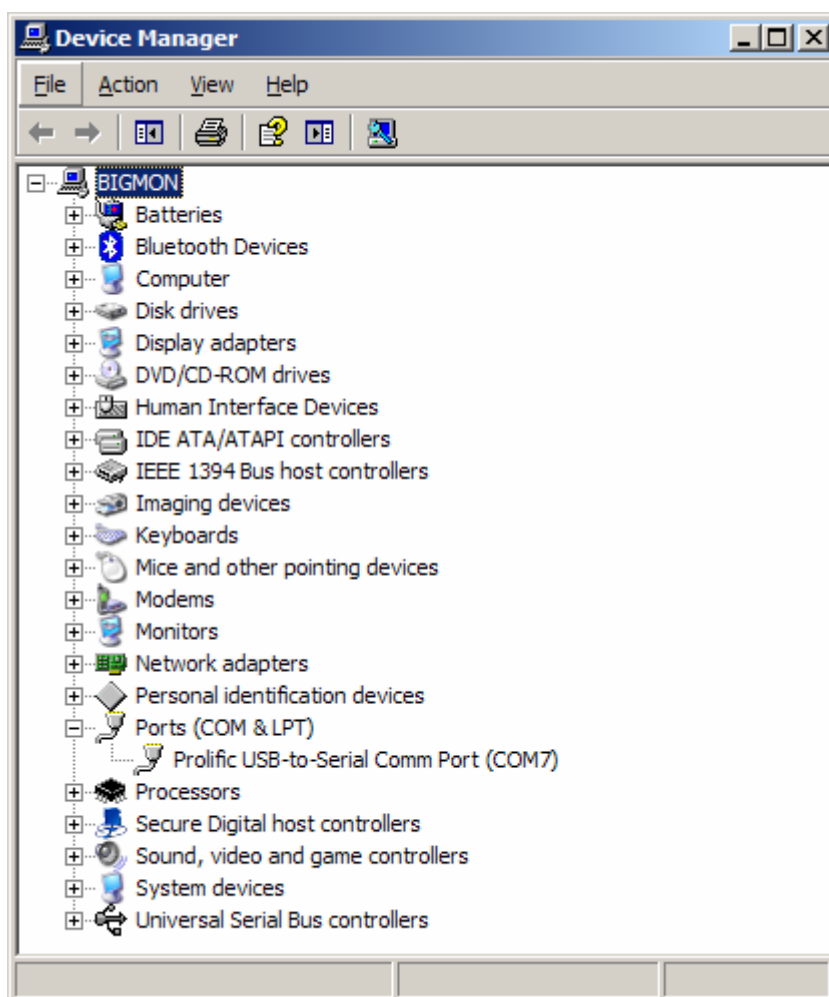 Device Manager
File Action View Help
BIGMON
Batteries
Bluetooth Devices
Computer
Disk drives
Display adapters
DVD/CD-ROM drives
Human Interface Devices
IDE ATA/ATAPI controllers
IEEE 1394 Bus host controllers
Imaging devices
Keyboards
Mice and other pointing devices
Modems
Monitors
Network adapters
Personal identification devices
Ports (COM & LPT)
Prolific USB-to-Serial Comm Port (COM7)
Processors
Secure Digital host controllers
Sound, video and game controllers
System devices
Universal Serial Bus controllers